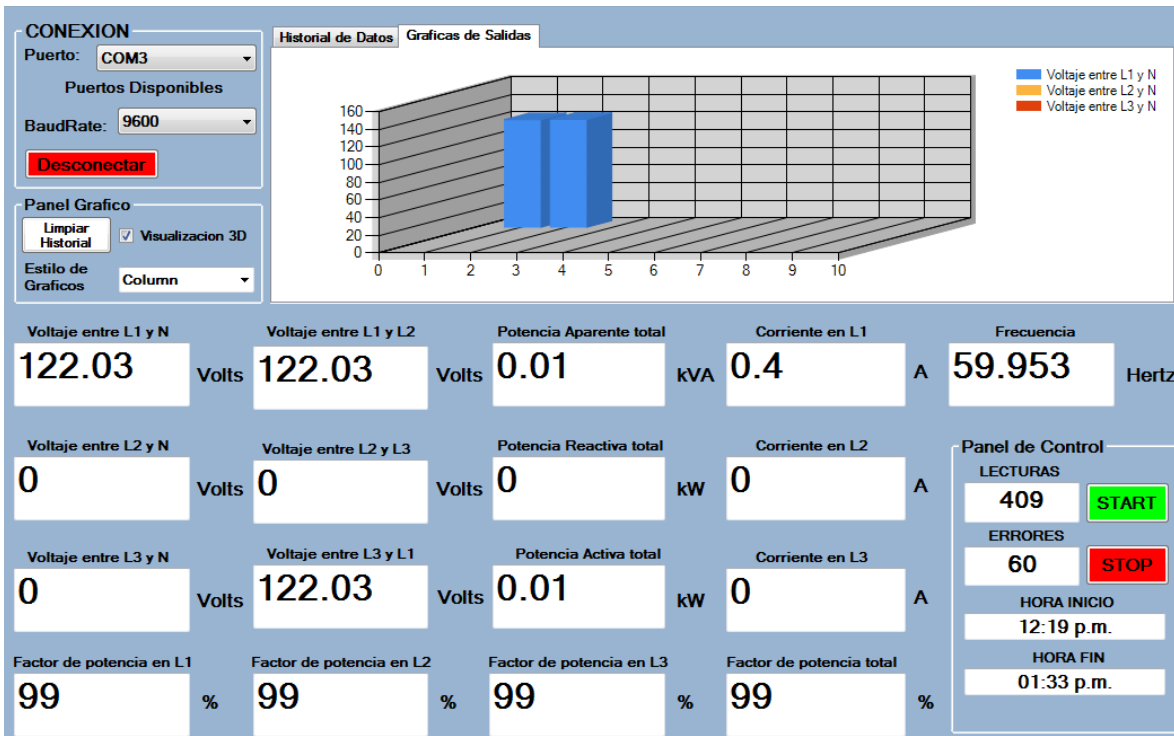 CONEXION
Puerto: COM3
Puertos Disponibles
BaudRate: 9600
Desconectar
Panel Grafico
Limpiar
Historial
Visualizacion 3D
Estilo de
Graficos
Column
Historial de Datos Graficas de Salidas
160
140
120
100
80
60
40
20
0
0 1 2 3 4 5 6 7 8 9 10
Voltaje entre L1 y N
Voltaje entre L2 y N
Voltaje entre L3 y N
Voltaje entre L1 y N Voltaje entre L1 y L2 Potencia Aparente total Corriente en L1 Frecuencia
122.03 Volts 122.03 Volts 0.01 kVA 0.4 A 59.953 Hertz
Voltaje entre L2 y N Voltaje entre L2 y L3 Potencia Reactiva total Corriente en L2
0 Volts 0 Volts 0 kW 0 A
Voltaje entre L3 y N Voltaje entre L3 y L1 Potencia Activa total Corriente en L3
0 Volts 122.03 Volts 0.01 kW 0 A
Factor de potencia en L1 Factor de potencia en L2 Factor de potencia en L3 Factor de potencia total
99 % 99 % 99 % 99 %
Panel de Control
LECTURAS
409 START
ERRORES
60 STOP
HORA INICIO
12:19 p.m.
HORA FIN
01:33 p.m.